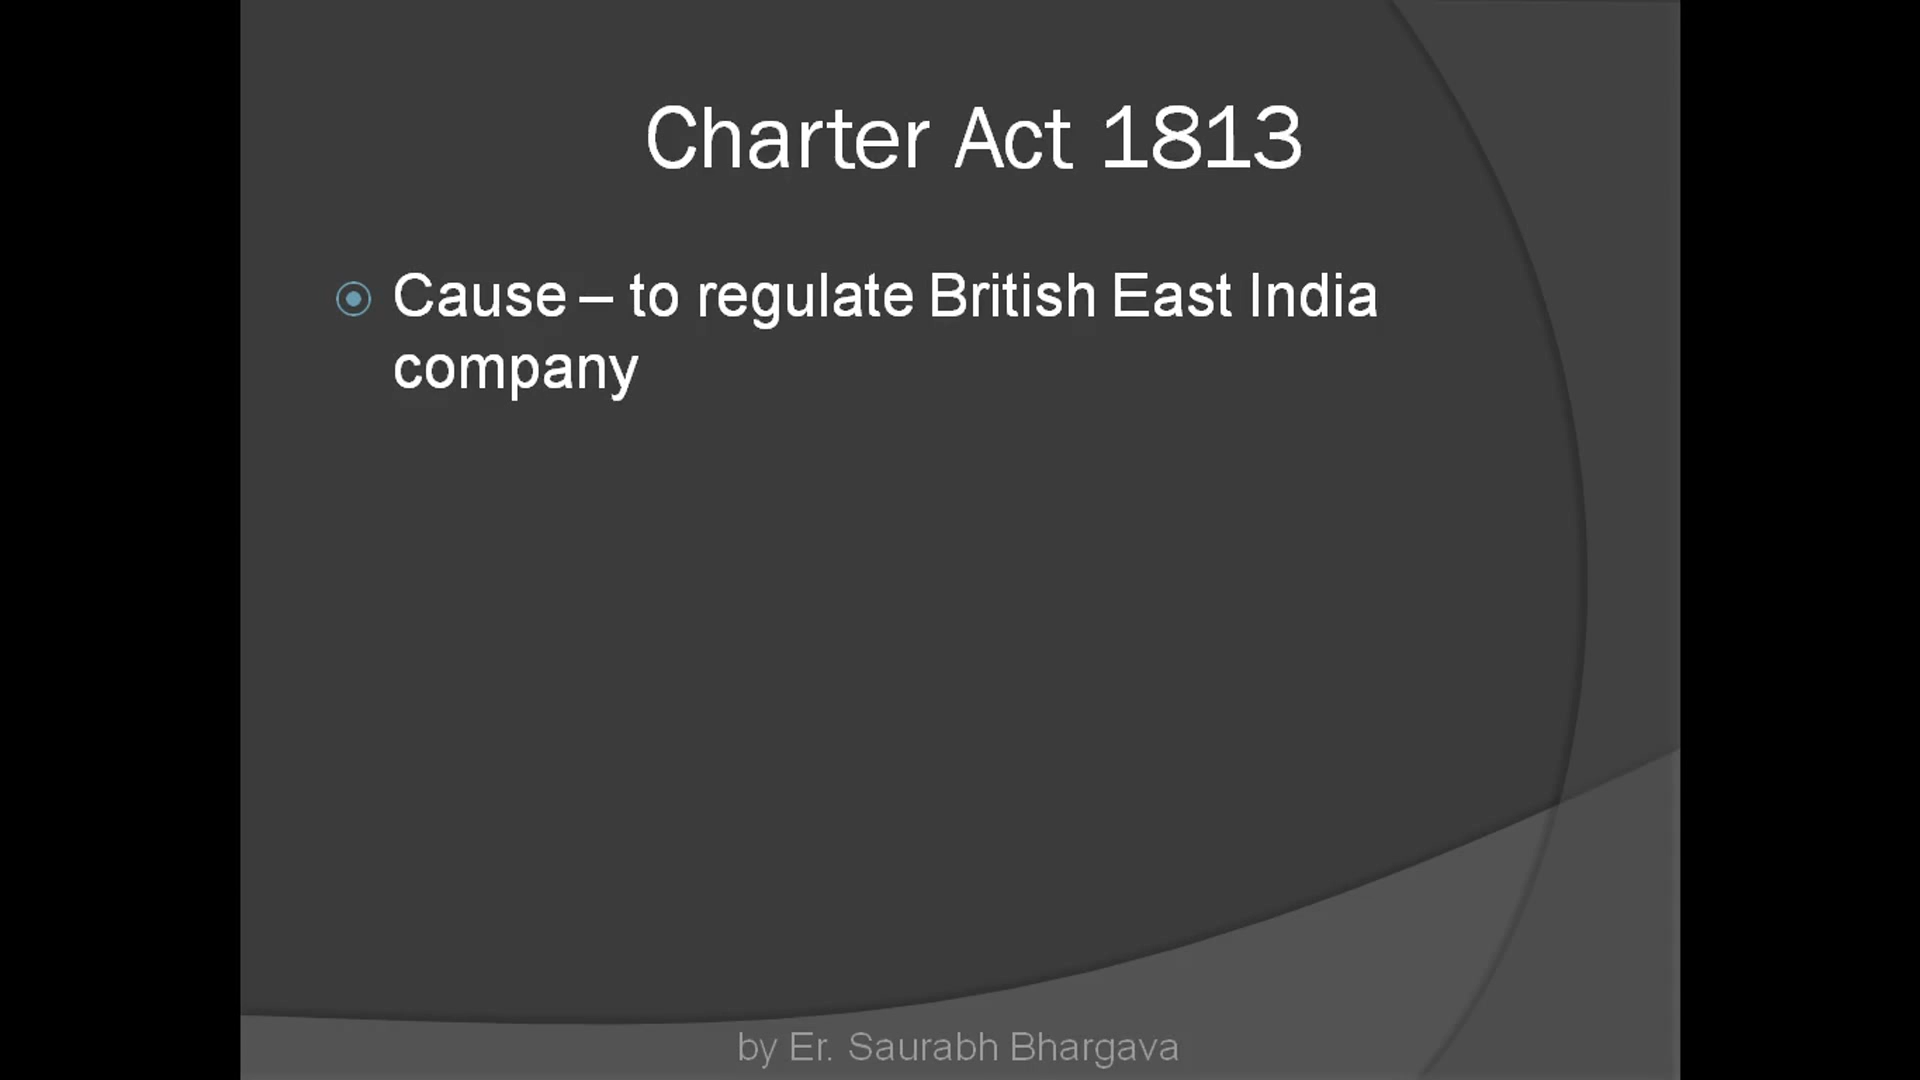 Charter Act 1813
Cause – to regulate British East India
company
by Er. Saurabh Bhargava